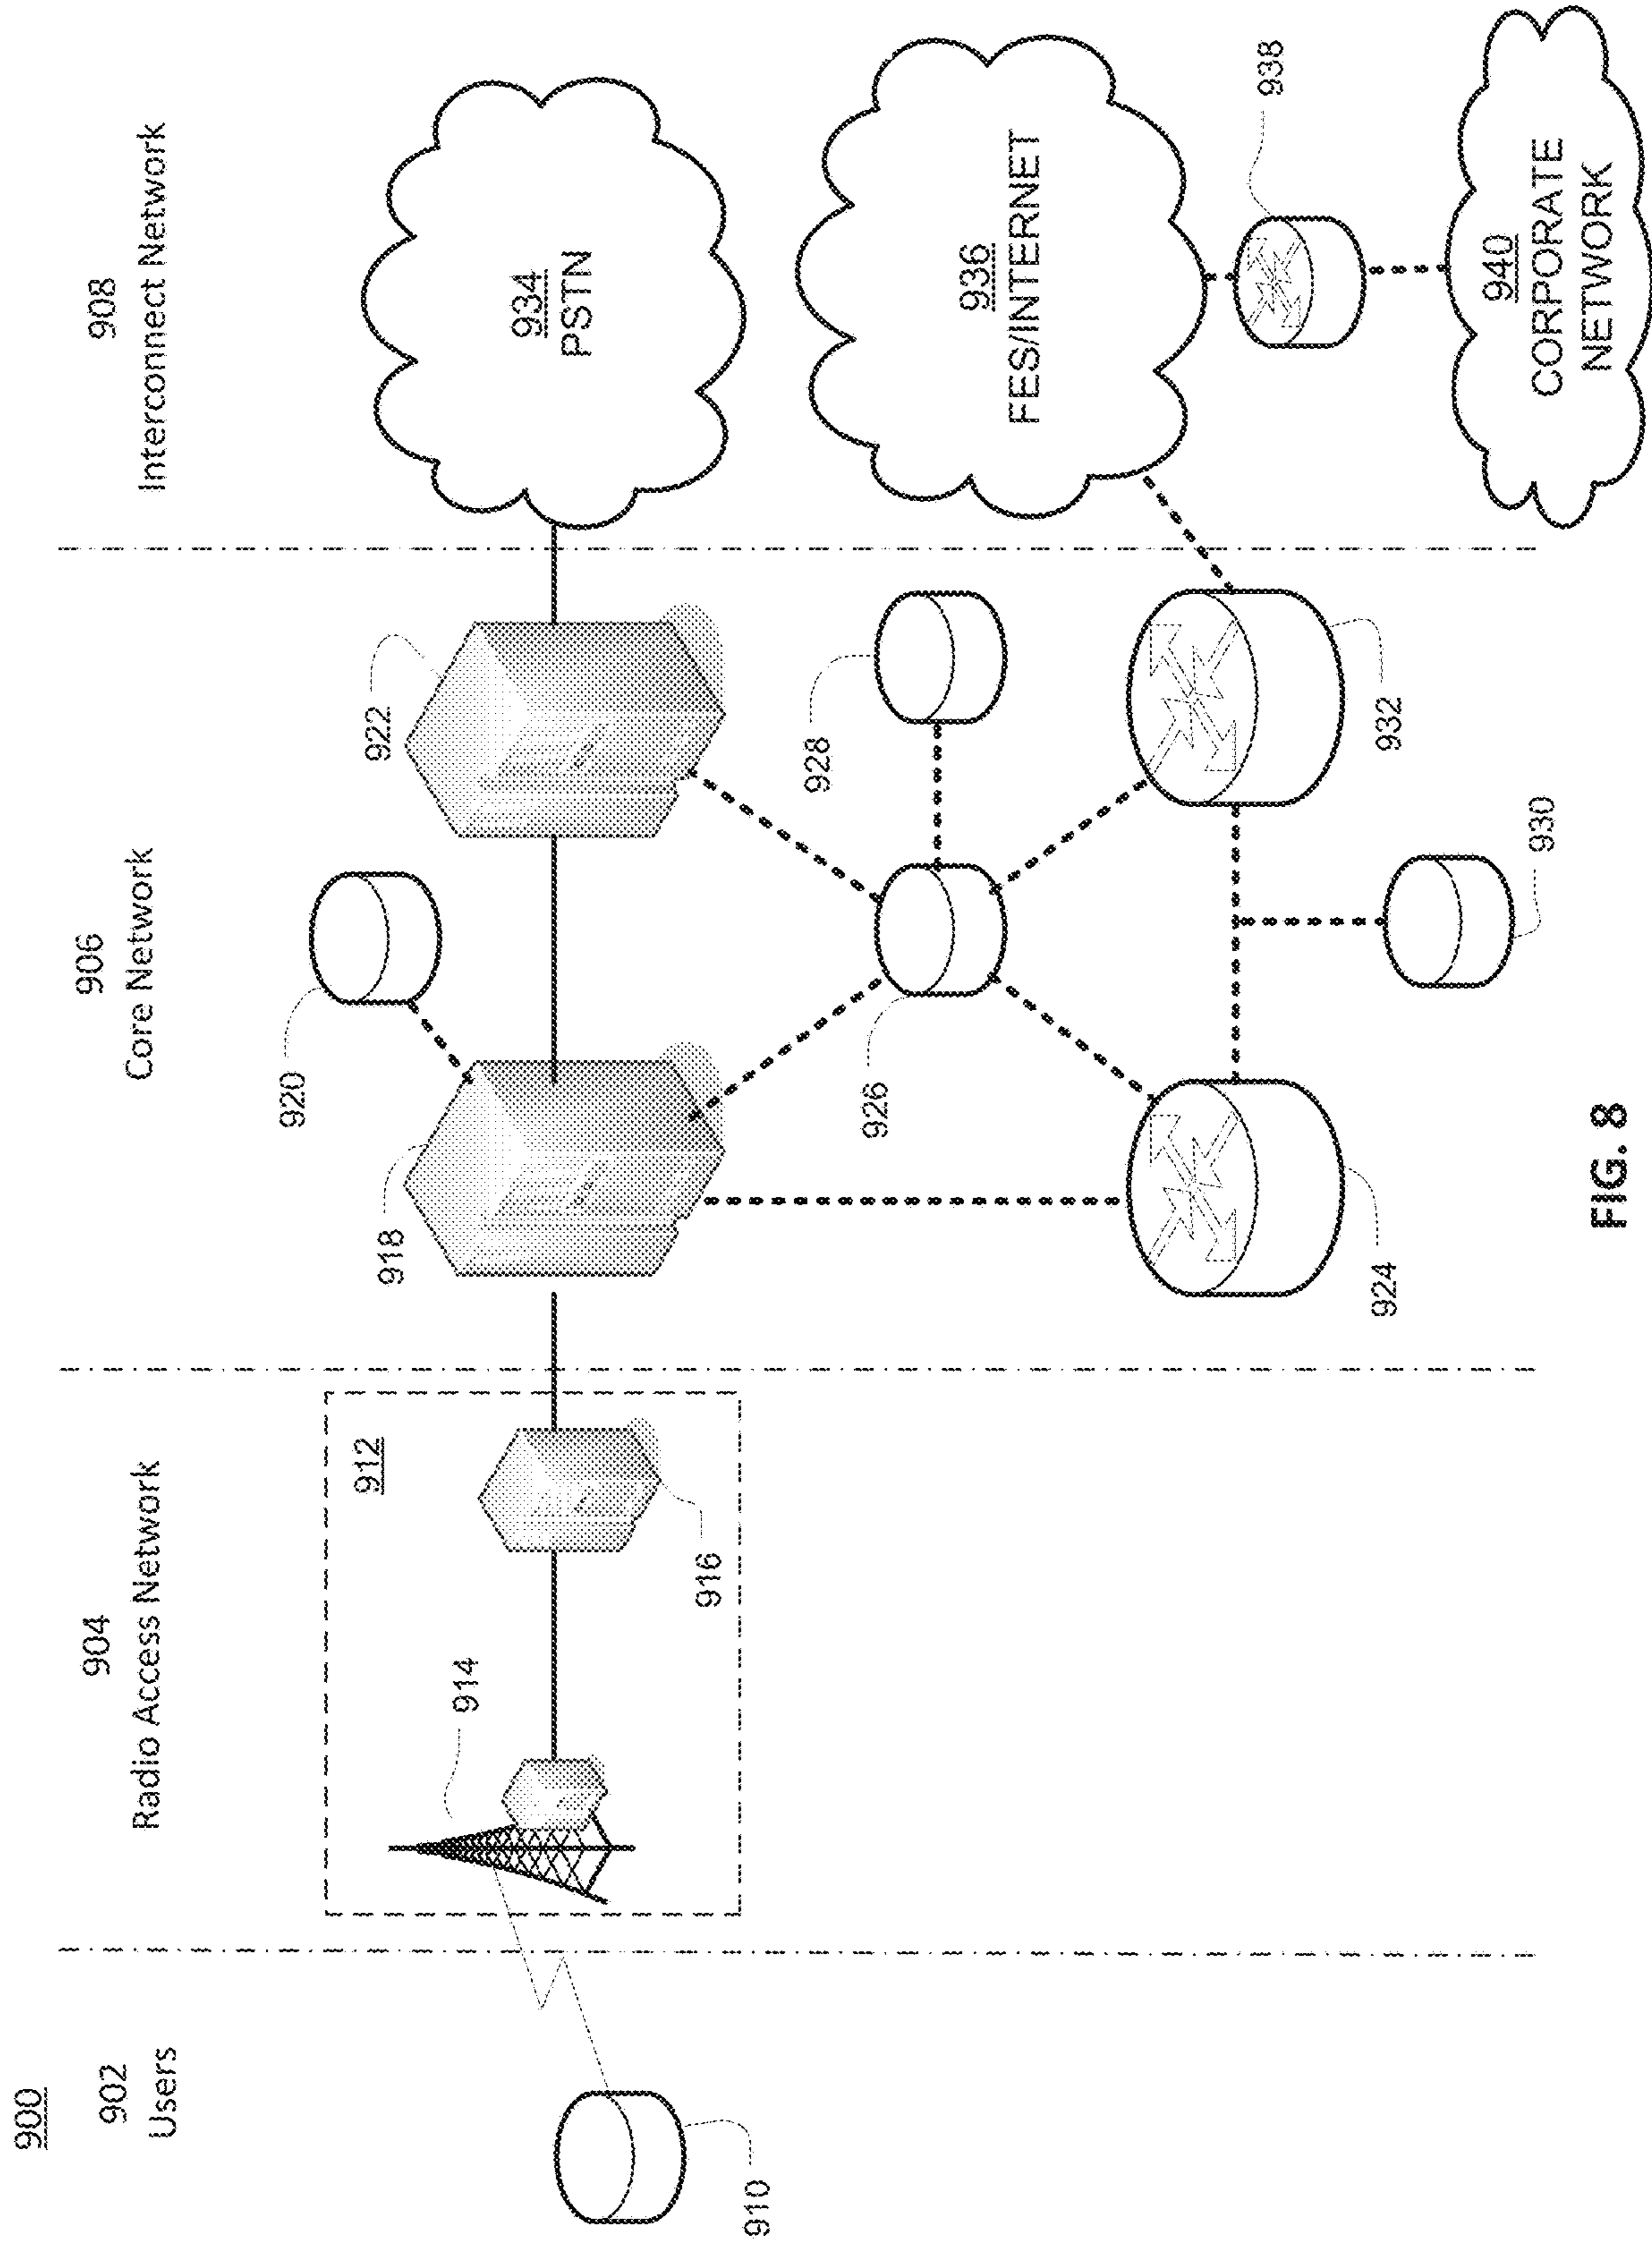 900
902
Users
904
Radio Access Network
906
Core Network
908
Interconnect Network
910
912
914
916
918
920
922
924
926
928
930
932
934
PSTN
936
FES/INTERNET
938
940
CORPORATE
NETWORK
FIG. 8